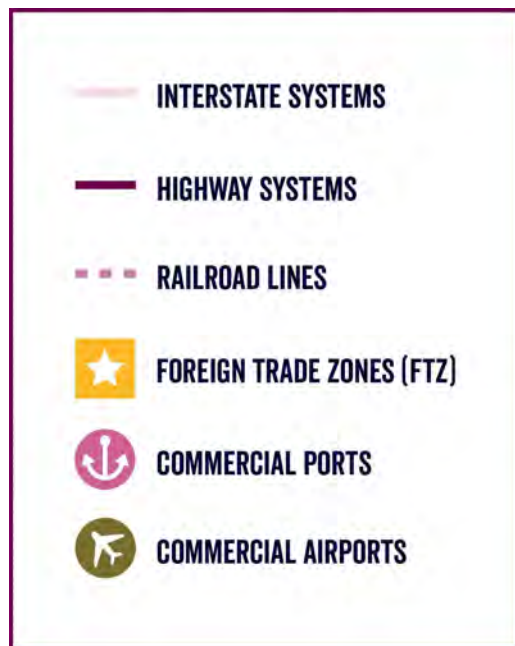 INTERSTATE SYSTEMS
HIGHWAY SYSTEMS
RAILROAD LINES
FOREIGN TRADE ZONES (FTZ)
COMMERCIAL PORTS
COMMERCIAL AIRPORTS